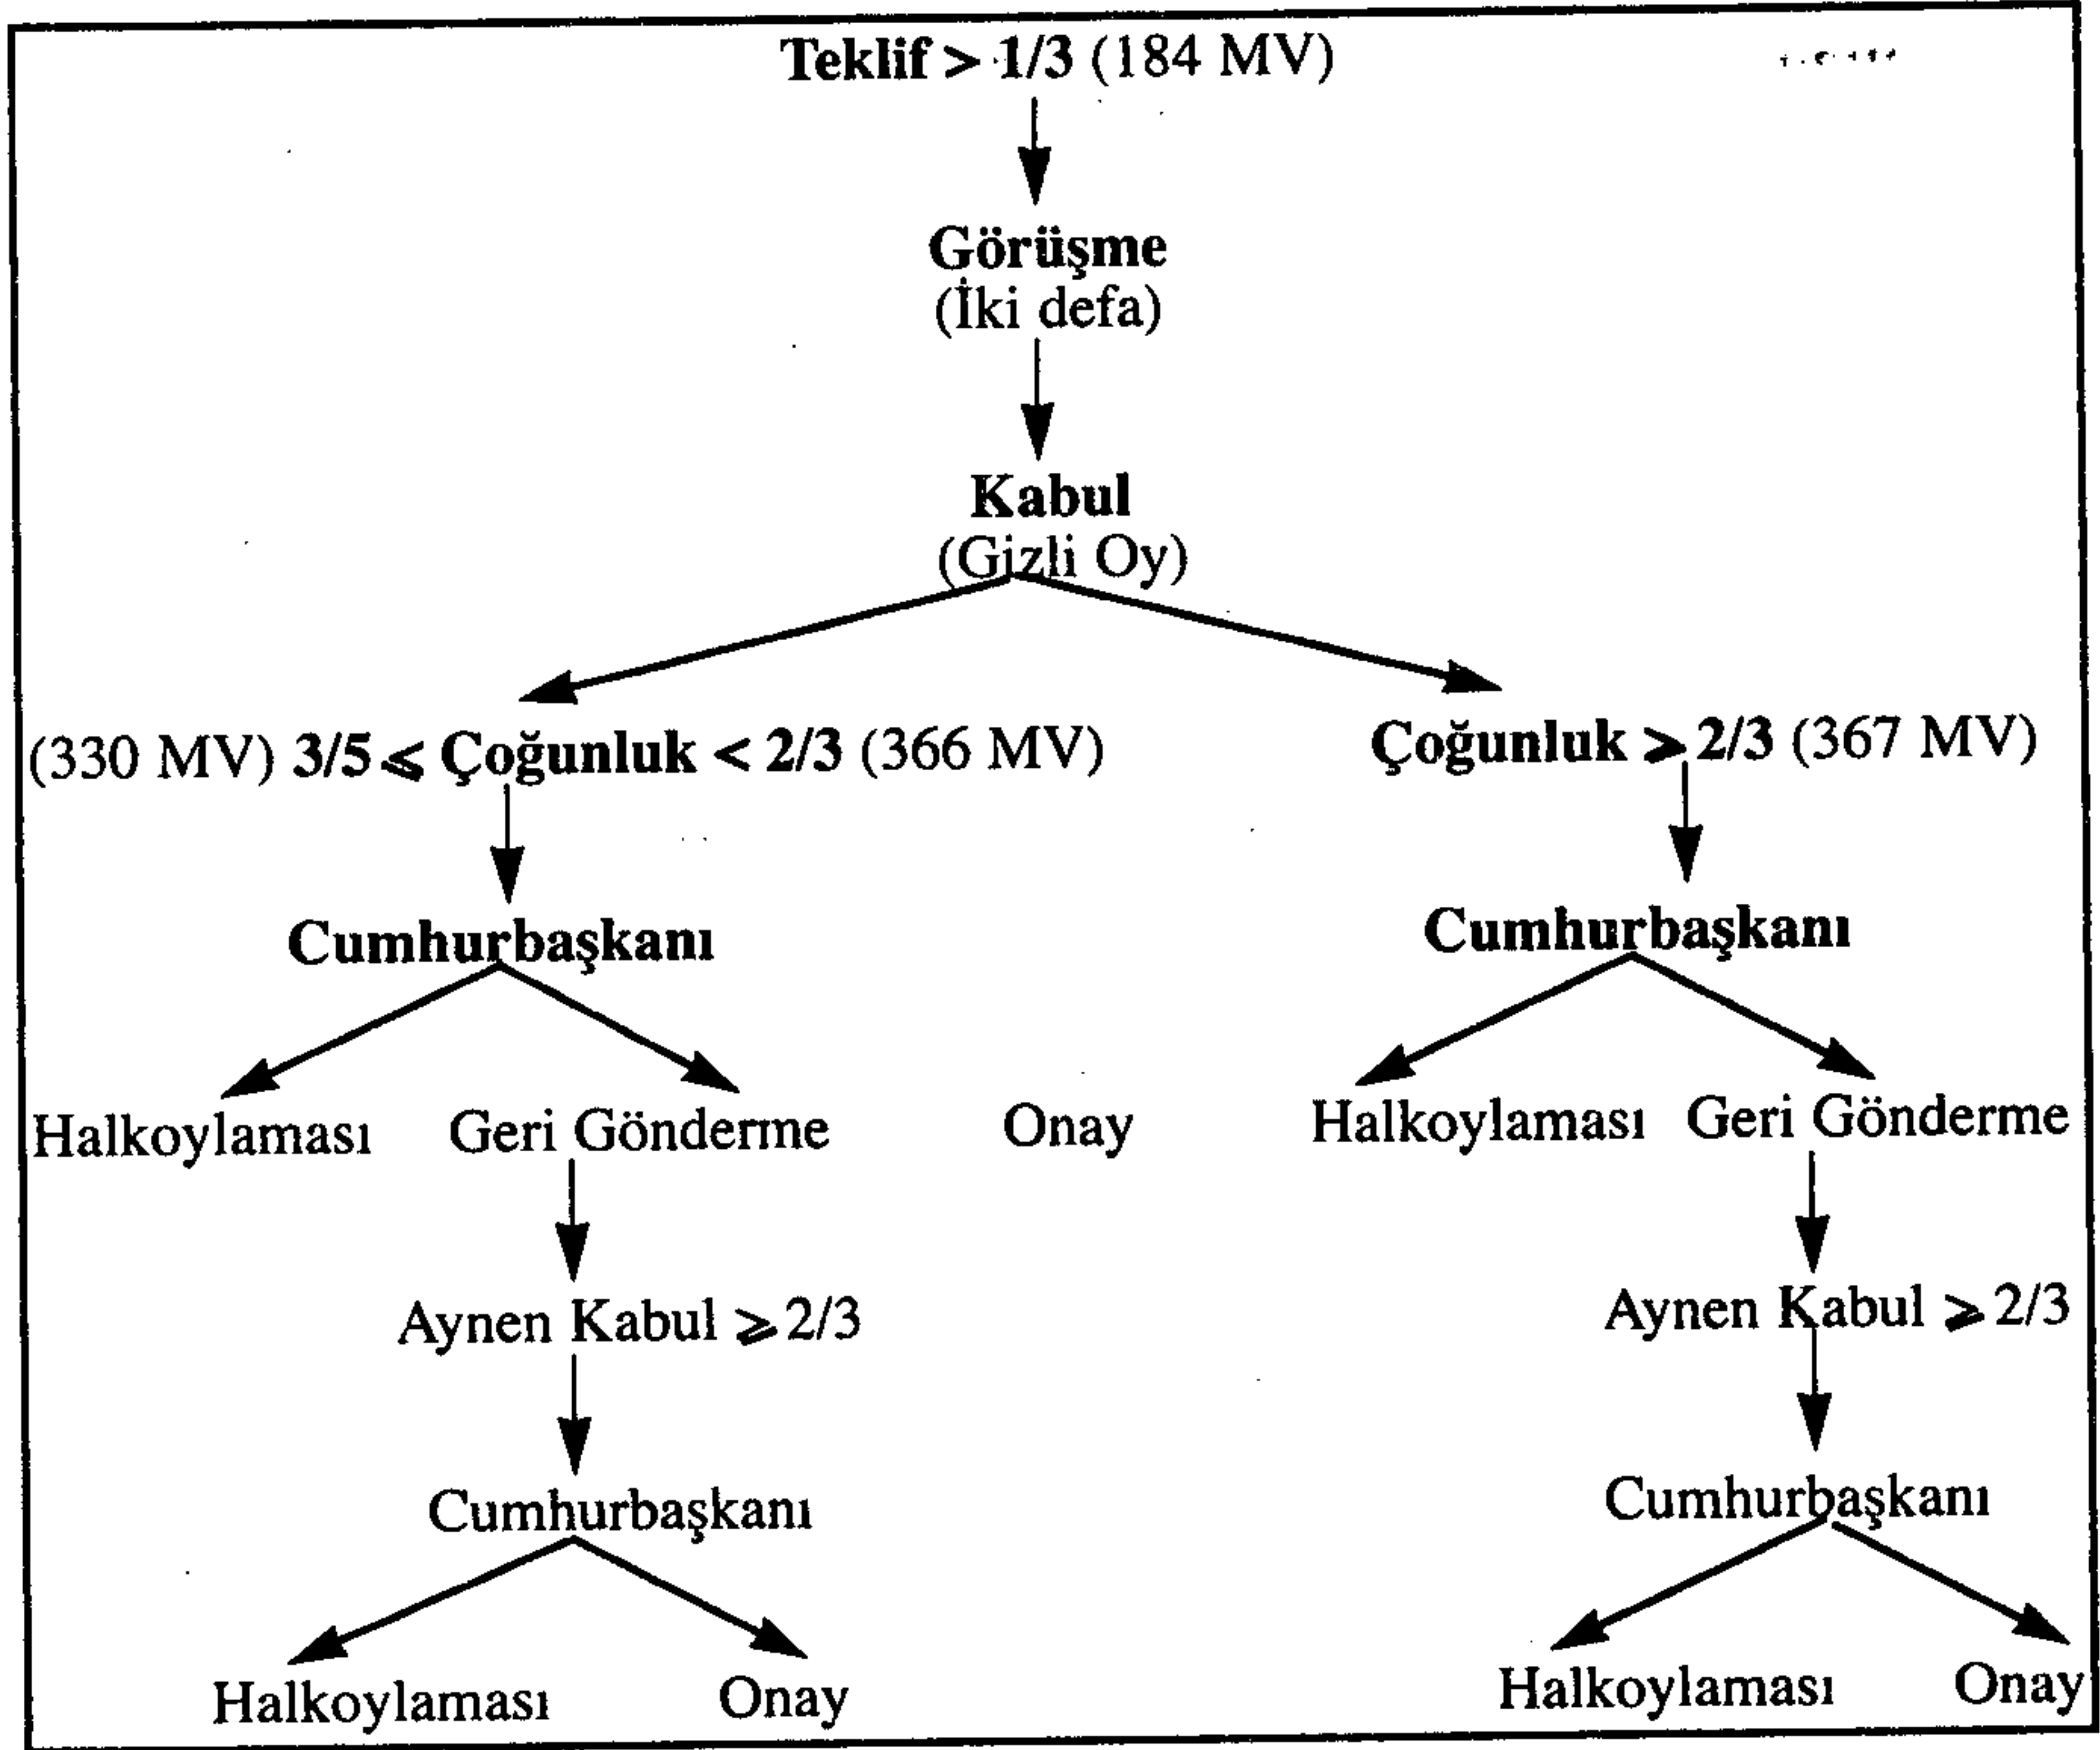 Teklif > 1/3 (184 MV)
Görüşme
(İki defa)
Kabul
(Gizli Oy)
(330 MV) 3/5 ⩽ Çoğunluk < 2/3 (366 MV)
Çoğunluk ⩾ 2/3 (367 MV)
Cumhurbaşkanı
Cumhurbaşkanı
Halkoylaması
Geri Gönderme
Onay
Halkoylaması
Geri Gönderme
Aynen Kabul ⩾ 2/3
Aynen Kabul ⩾ 2/3
Cumhurbaşkanı
Cumhurbaşkanı
Halkoylaması
Onay
Halkoylaması
Onay